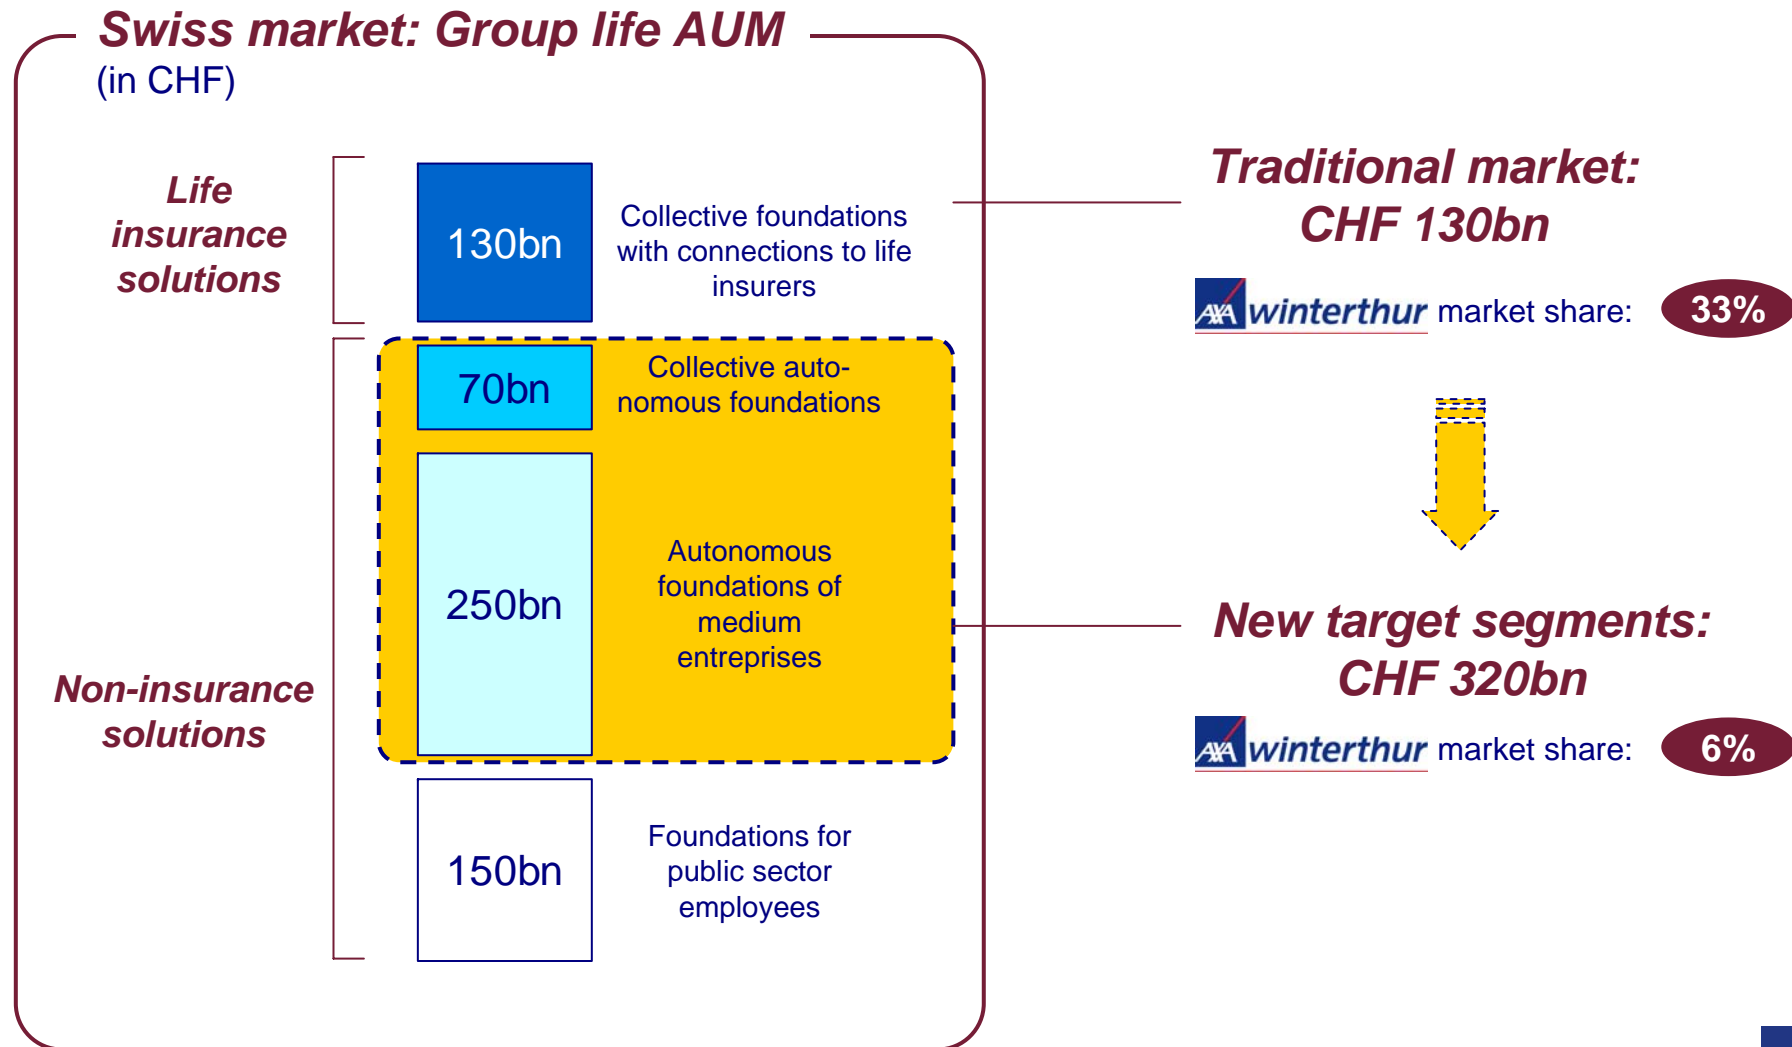 Swiss market: Group life AUM
(in CHF)
Life
insurance
solutions
130bn
Collective foundations
with connections to life
insurers
70bn
Collective auto-
nomous foundations
250bn
Autonomous
foundations of
medium
entreprises
Non-insurance
solutions
150bn
Foundations for
public sector
employees
Traditional market:
CHF 130bn
AXA winterthur market share: 33%
New target segments:
CHF 320bn
AXA winterthur market share: 6%